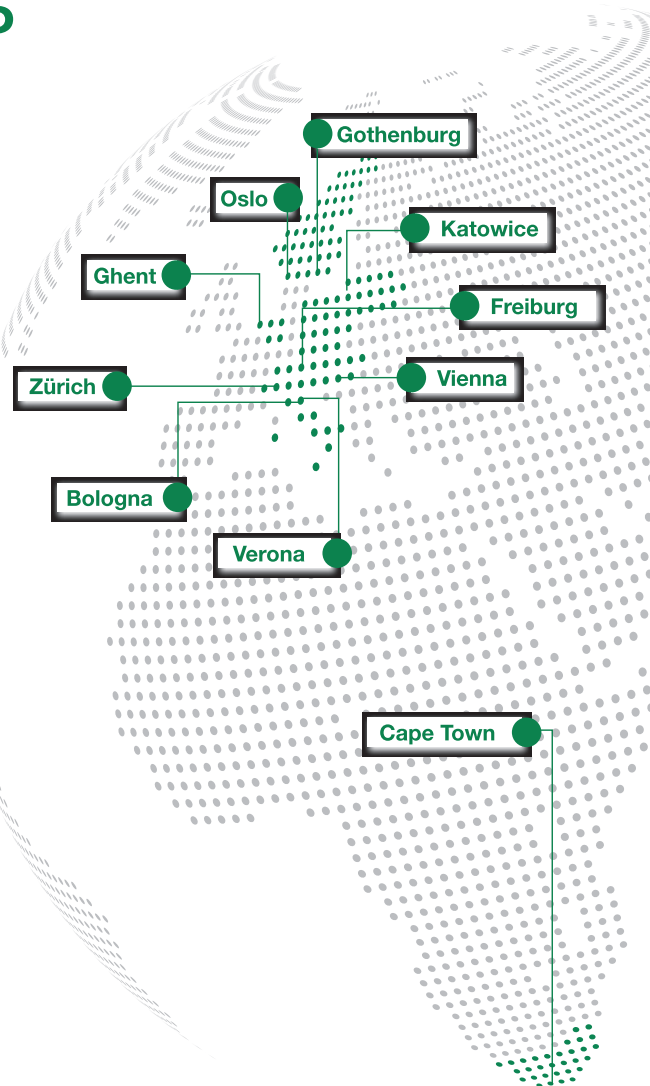 Gothenburg
Oslo
Katowice
Ghent
Freiburg
Zürich
Vienna
Bologna
Verona
Cape Town